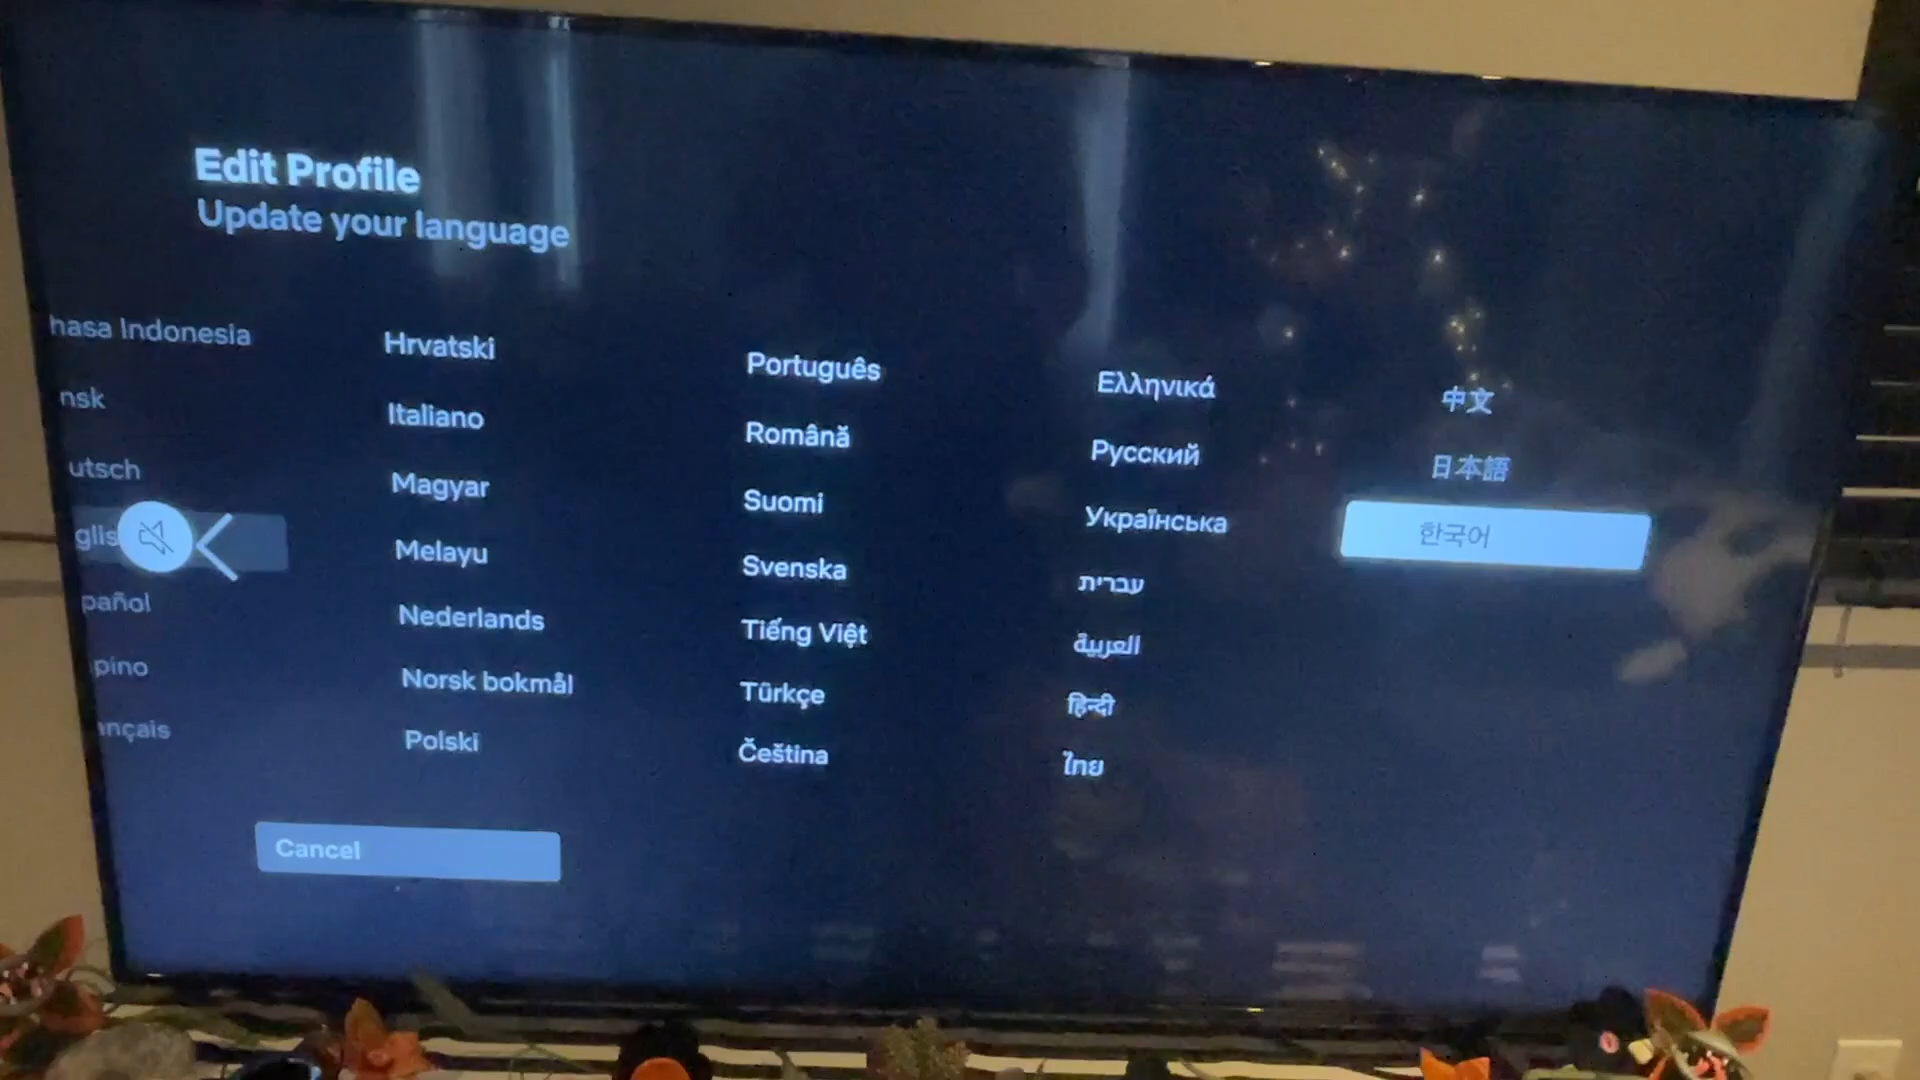 Edit Profile
Update your language
hasa Indonesia
nsk
utsch
glis
pañol
pino
nçais
Hrvatski
Italiano
Magyar
Melayu
Nederlands
Norsk bokmål
Polski
Português
Română
Suomi
Svenska
Tiếng Việt
Türkçe
Čeština
Ελληνικά
Русский
Українська
עברית
العربية
हिन्दी
ไทย
中文
日本語
한국어
Cancel